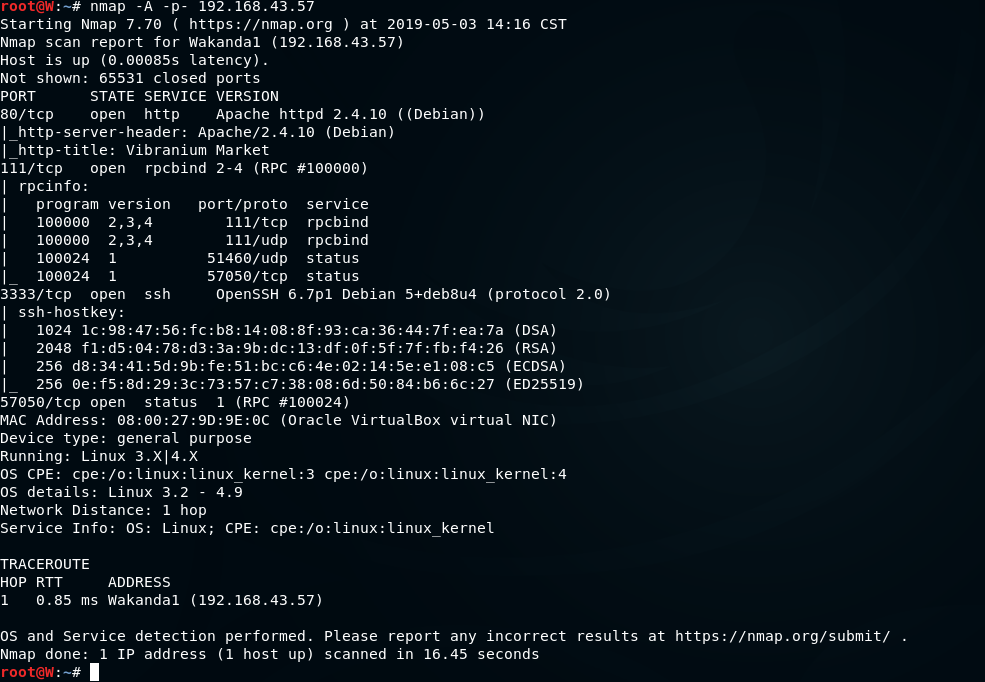 root@W:~# nmap -A -p- 192.168.43.57
Starting Nmap 7.70 ( https://nmap.org ) at 2019-05-03 14:16 CST
Nmap scan report for Wakanda1 (192.168.43.57)
Host is up (0.00085s latency).
Not shown: 65531 closed ports
PORT      STATE SERVICE VERSION
80/tcp    open  http    Apache httpd 2.4.10 ((Debian))
|_http-server-header: Apache/2.4.10 (Debian)
|_http-title: Vibranium Market
111/tcp   open  rpcbind 2-4 (RPC #100000)
| rpcinfo:
|   program version   port/proto  service
|   100000  2,3,4        111/tcp  rpcbind
|   100000  2,3,4        111/udp  rpcbind
|   100024  1          51460/udp  status
|_  100024  1          57050/tcp  status
3333/tcp  open  ssh     OpenSSH 6.7p1 Debian 5+deb8u4 (protocol 2.0)
| ssh-hostkey:
|   1024 1c:98:47:56:fc:b8:14:08:8f:93:ca:36:44:7f:ea:7a (DSA)
|   2048 f1:d5:04:78:d3:3a:9b:dc:13:df:0f:5f:7f:fb:f4:26 (RSA)
|   256 d8:34:41:5d:9b:fe:51:bc:c6:4e:02:14:5e:e1:08:c5 (ECDSA)
|_  256 0e:f5:8d:29:3c:73:57:c7:38:08:6d:50:84:b6:6c:27 (ED25519)
57050/tcp open  status  1 (RPC #100024)
MAC Address: 08:00:27:9D:9E:0C (Oracle VirtualBox virtual NIC)
Device type: general purpose
Running: Linux 3.X|4.X
OS CPE: cpe:/o:linux:linux_kernel:3 cpe:/o:linux:linux_kernel:4
OS details: Linux 3.2 - 4.9
Network Distance: 1 hop
Service Info: OS: Linux; CPE: cpe:/o:linux:linux_kernel
TRACEROUTE
HOP RTT     ADDRESS
1   0.85 ms Wakanda1 (192.168.43.57)
OS and Service detection performed. Please report any incorrect results at https://nmap.org/submit/ .
Nmap done: 1 IP address (1 host up) scanned in 16.45 seconds
root@W:~#